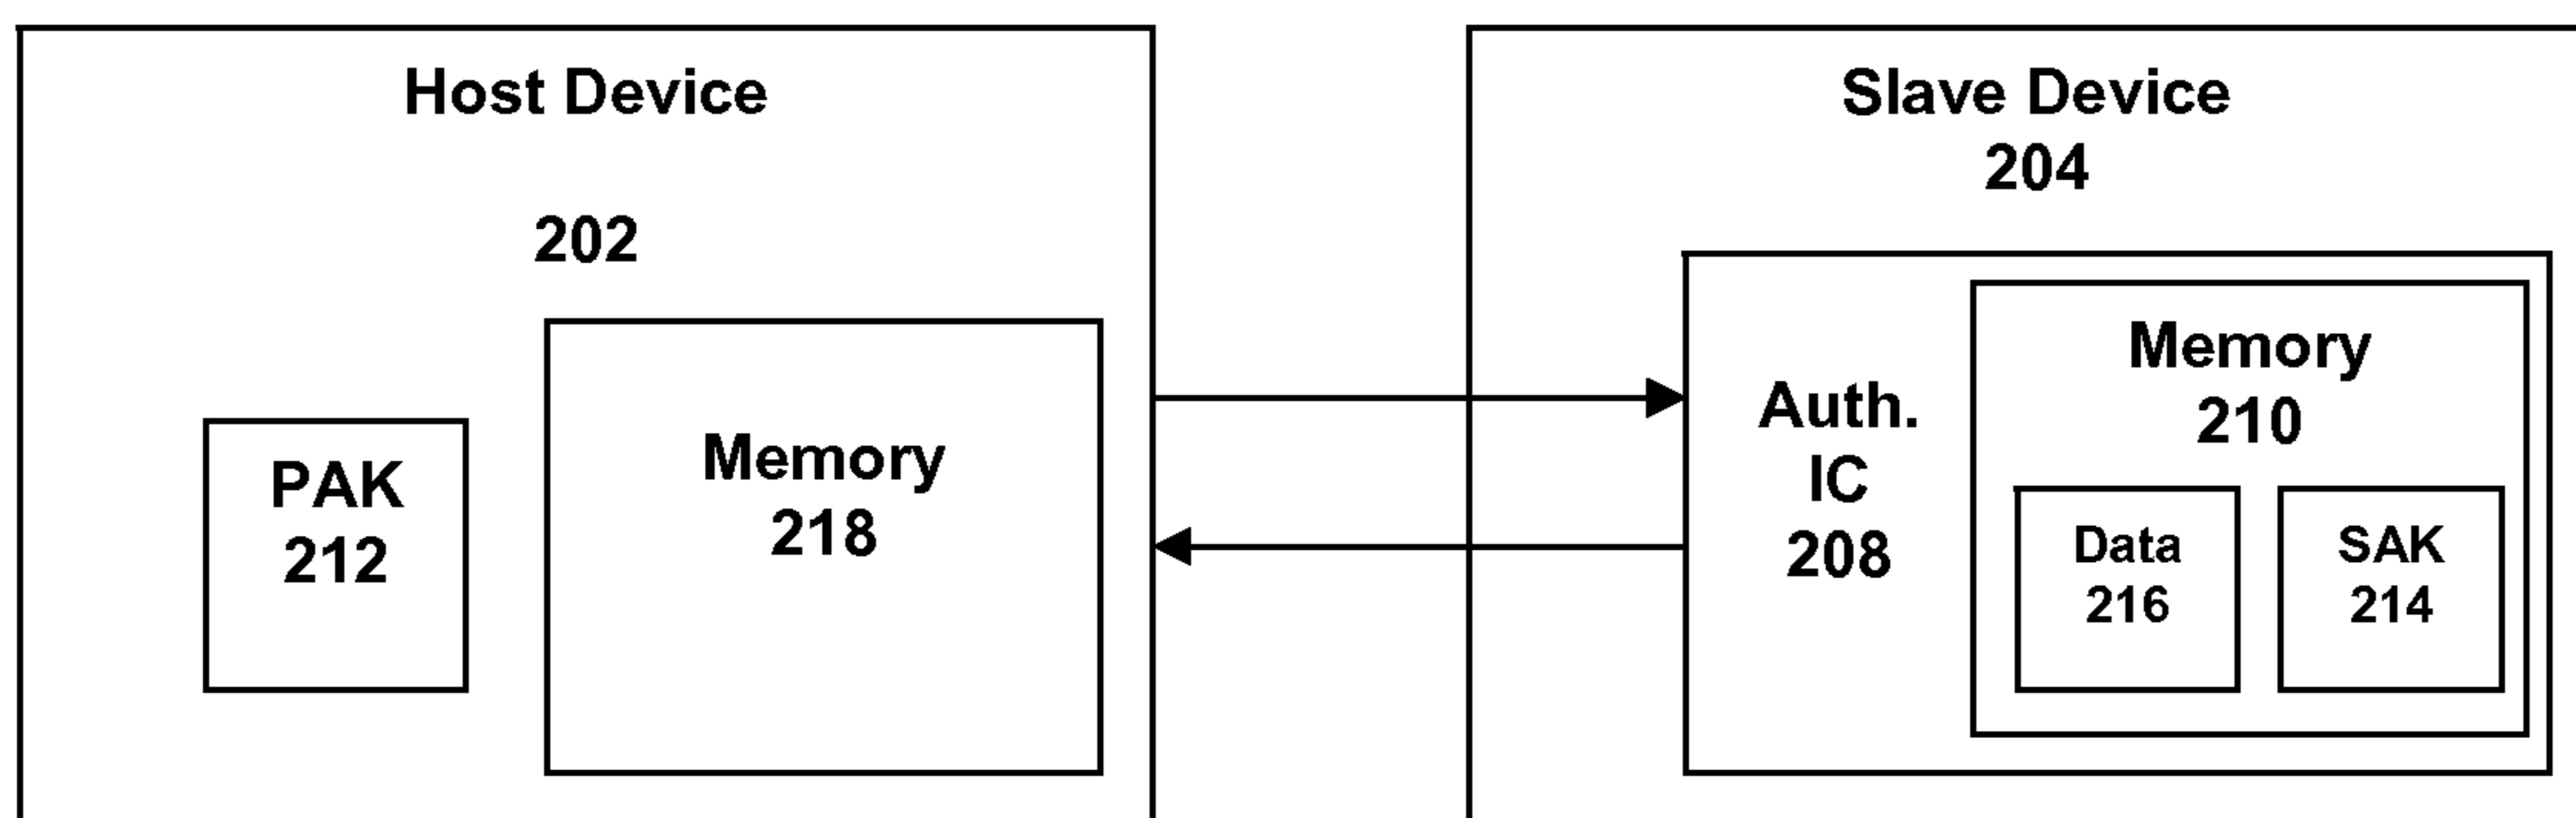 Host Device
202
PAK
212
Memory
218
Slave Device
204
Auth.
IC
208
Memory
210
Data
216
SAK
214